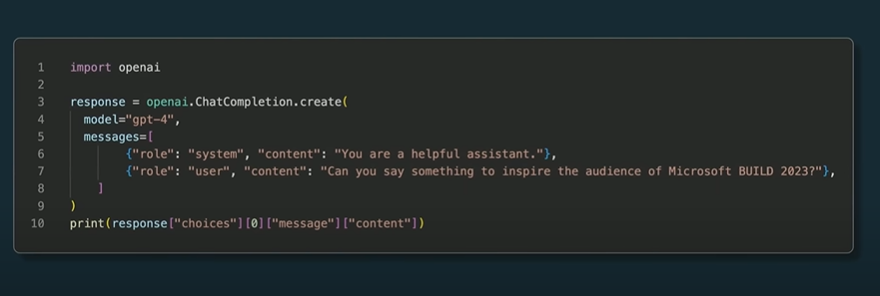 1 import openai
2
3 response = openai.ChatCompletion.create(
4   model="gpt-4",
5   messages=[
6         {"role": "system", "content": "You are a helpful assistant."},
7         {"role": "user", "content": "Can you say something to inspire the audience of Microsoft BUILD 2023?"},
8     ]
9 )
10 print(response["choices"][0]["message"]["content"])